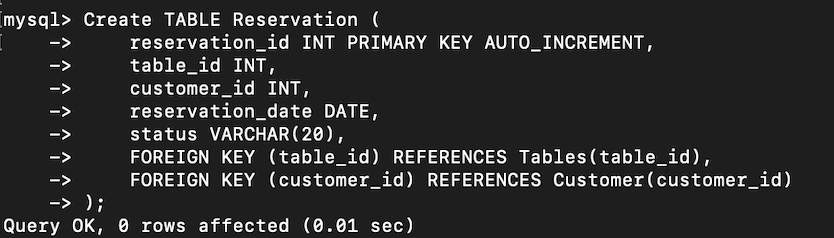 mysql> Create TABLE Reservation (
    ->     reservation_id INT PRIMARY KEY AUTO_INCREMENT,
    ->     table_id INT,
    ->     customer_id INT,
    ->     reservation_date DATE,
    ->     status VARCHAR(20),
    ->     FOREIGN KEY (table_id) REFERENCES Tables(table_id),
    ->     FOREIGN KEY (customer_id) REFERENCES Customer(customer_id)
    -> );
Query OK, 0 rows affected (0.01 sec)